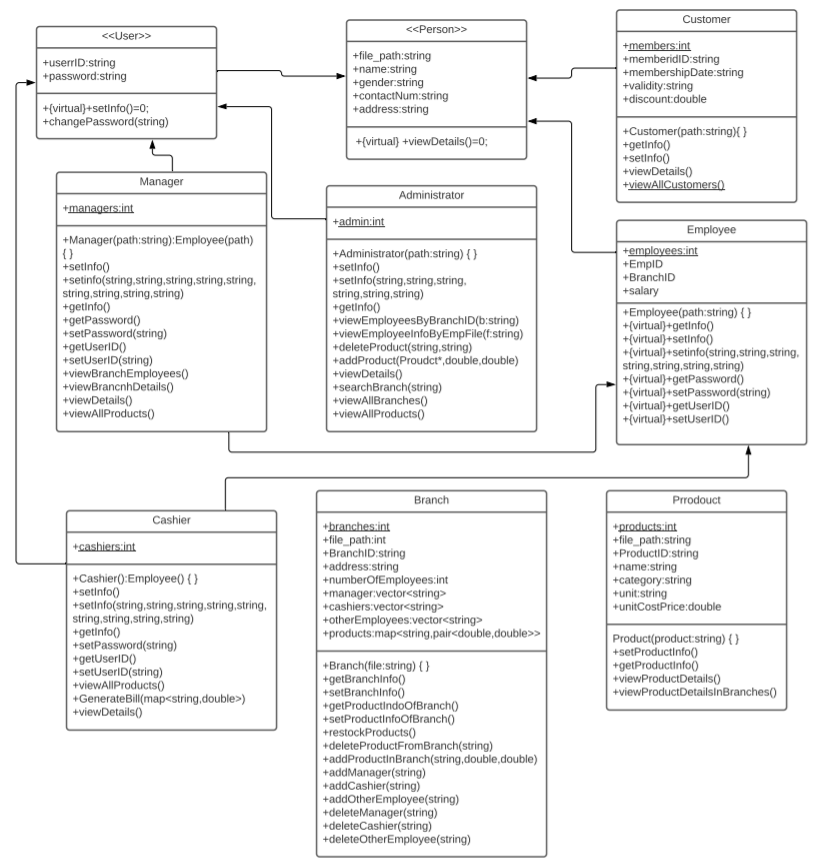 <<User>>
+userrID:string
+password:string
+{virtual}+setInfo()=0;
+changePassword(string)
<<Person>>
+file_path:string
+name:string
+gender:string
+contactNum:string
+address:string
+{virtual} +viewDetails()=0;
Customer
+members:int
+memberidID:string
+membershipDate:string
+validity:string
+discount:double
+Customer(path:string){ }
+getInfo()
+setInfo()
+viewDetails()
+viewAllCustomers()
Manager
+managers:int
+Manager(path:string):Employee(path)
{ }
+setInfo()
+setinfo(string,string,string,string,string,
string,string,string,string)
+getInfo()
+getPassword()
+setPassword(string)
+getUserID()
+setUserID(string)
+viewBranchEmployees()
+viewBrancnhDetails()
+viewDetails()
+viewAllProducts()
Administrator
+admin:int
+Administrator(path:string) { }
+setInfo()
+setInfo(string,string,string,
string,string,string)
+getInfo()
+viewEmployeesByBranchID(b:string)
+viewEmployeeInfoByEmpFile(f:string)
+deleteProduct(string,string)
+addProduct(Proudct*,double,double)
+viewDetails()
+searchBranch(string)
+viewAllBranches()
+viewAllProducts()
Employee
+employees:int
+EmpID
+BranchID
+salary
+Employee(path:string) { }
+{virtual}+getInfo()
+{virtual}+setInfo()
+{virtual}+setinfo(string,string,string,
string,string,string,string)
+{virtual}+getPassword()
+{virtual}+setPassword(string)
+{virtual}+getUserID()
+{virtual}+setUserID()
Cashier
+cashiers:int
+Cashier():Employee() { }
+setInfo()
+setInfo(string,string,string,string,string,
string,string,string,string)
+getInfo()
+setPassword(string)
+getUserID()
+setUserID(string)
+viewAllProducts()
+GenerateBill(map<string,double>)
+viewDetails()
Branch
+branches:int
+file_path:int
+BranchID:string
+address:string
+numberOfEmployees:int
+manager:vector<string>
+cashiers:vector<string>
+otherEmployees:vector<string>
+products:map<string,pair<double,double>>
+Branch(file:string) { }
+getBranchInfo()
+setBranchInfo()
+getProductIndoOfBranch()
+setProductInfoOfBranch()
+restockProducts()
+deleteProductFromBranch(string)
+addProductInBranch(string,double,double)
+addManager(string)
+addCashier(string)
+addOtherEmployee(string)
+deleteManager(string)
+deleteCashier(string)
+deleteOtherEmployee(string)
Prrodouct
+products:int
+file_path:string
+ProductID:string
+name:string
+category:string
+unit:string
+unitCostPrice:double
Product(product:string) { }
+setProductInfo()
+getProductInfo()
+viewProductDetails()
+viewProductDetailsInBranches()